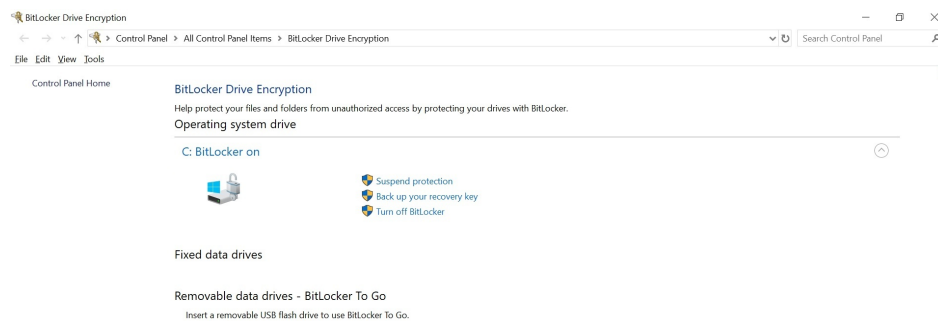 BitLocker Drive Encryption
Control Panel > All Control Panel Items > BitLocker Drive Encryption
Search Control Panel
File Edit View Tools
Control Panel Home
BitLocker Drive Encryption
Help protect your files and folders from unauthorized access by protecting your drives with BitLocker.
Operating system drive
C: BitLocker on
Suspend protection
Back up your recovery key
Turn off BitLocker
Fixed data drives
Removable data drives - BitLocker To Go
Insert a removable USB flash drive to use BitLocker To Go.